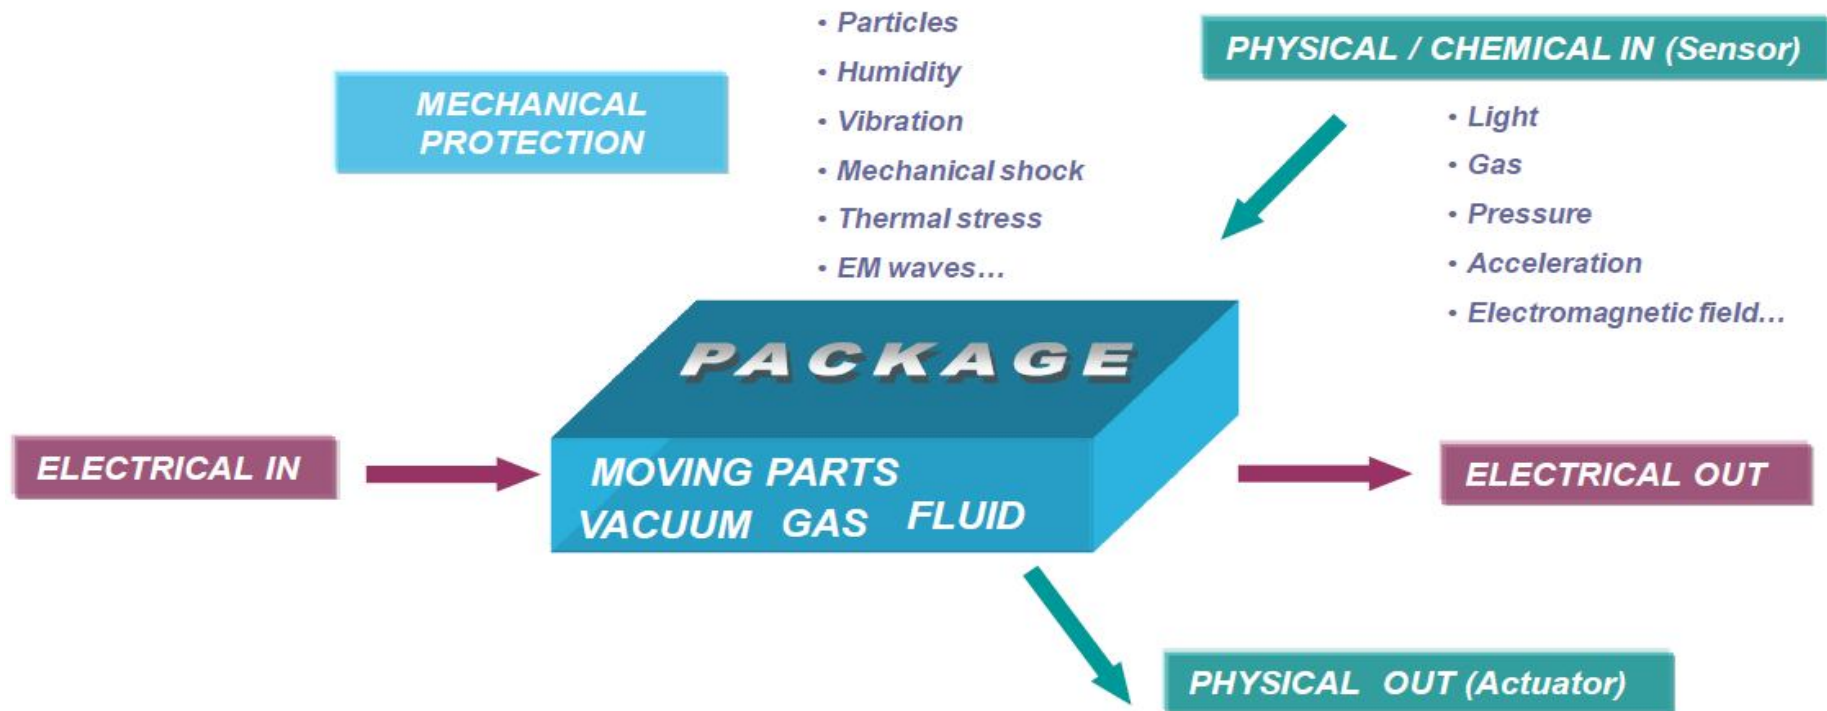 • Particles
• Humidity
• Vibration
• Mechanical shock
• Thermal stress
• EM waves…
MECHANICAL
PROTECTION
PHYSICAL / CHEMICAL IN (Sensor)
• Light
• Gas
• Pressure
• Acceleration
• Electromagnetic field…
PACKAGE
ELECTRICAL IN
MOVING PARTS
VACUUM GAS FLUID
ELECTRICAL OUT
PHYSICAL OUT (Actuator)